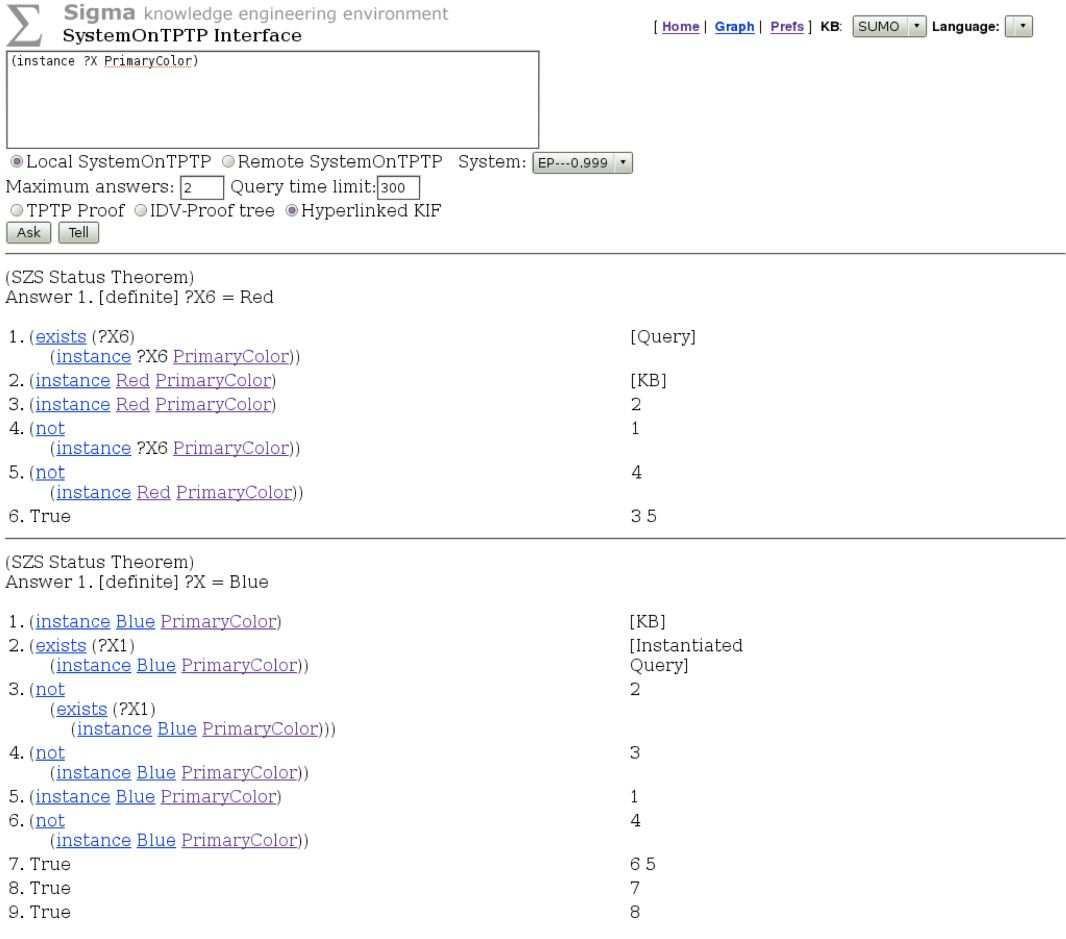 Sigma knowledge engineering environment
SystemOnTPTP Interface
[ Home | Graph | Prefs ] KB: SUMO Language:
(instance ?X PrimaryColor)
Local SystemOnTPTP Remote SystemOnTPTP System: EP---0.999
Maximum answers: 2 Query time limit: 300
TPTP Proof IDV-Proof tree Hyperlinked KIF
Ask Tell
(SZS Status Theorem)
Answer 1. [definite] ?X6 = Red
1. (exists (?X6) [Query]
(instance ?X6 PrimaryColor))
2. (instance Red PrimaryColor) [KB]
3. (instance Red PrimaryColor) 2
4. (not 1
(instance ?X6 PrimaryColor))
5. (not 4
(instance Red PrimaryColor))
6. True 3 5
(SZS Status Theorem)
Answer 1. [definite] ?X = Blue
1. (instance Blue PrimaryColor) [KB]
2. (exists (?X1) [Instantiated
(instance Blue PrimaryColor)) Query]
3. (not 2
(exists (?X1)
(instance Blue PrimaryColor)))
4. (not 3
(instance Blue PrimaryColor))
5. (instance Blue PrimaryColor) 1
6. (not 4
(instance Blue PrimaryColor))
7. True 6 5
8. True 7
9. True 8